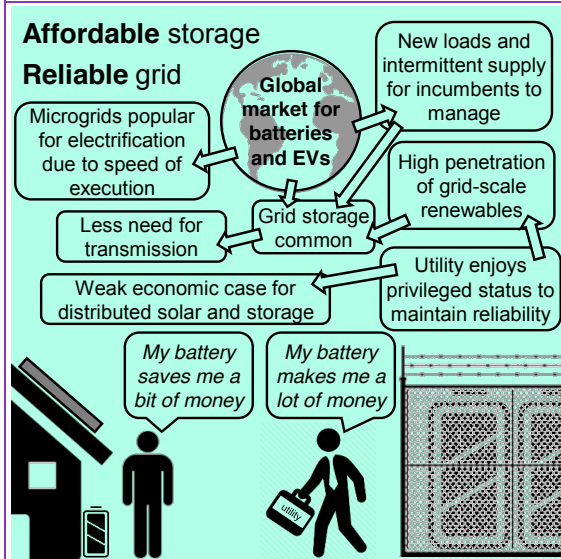 Affordable storage
Reliable grid
Global
market for
batteries
and EVs
New loads and
intermittent supply
for incumbents to
manage
Microgrids popular
for electrification
due to speed of
execution
High penetration
of grid-scale
renewables
Less need for
transmission
Grid storage
common
Weak economic case for
distributed solar and storage
Utility enjoys
privileged status to
maintain reliability
My battery
saves me a
bit of money
My battery
makes me a
lot of money
utility